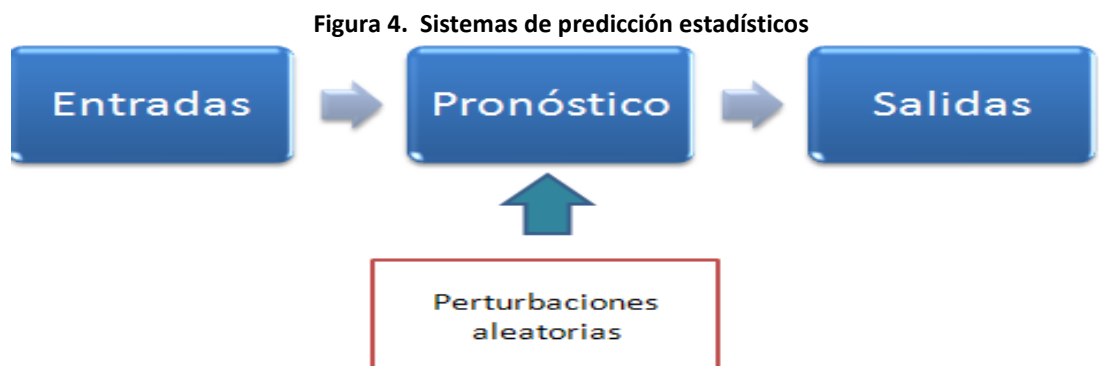 Figura 4. Sistemas de predicción estadísticos
Entradas
Pronóstico
Salidas
Perturbaciones
aleatorias